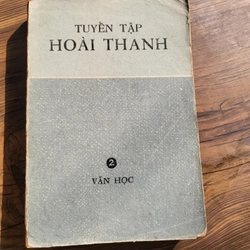 TUYỂN TẬP
HOÀI THANH
2
VĂN HỌC